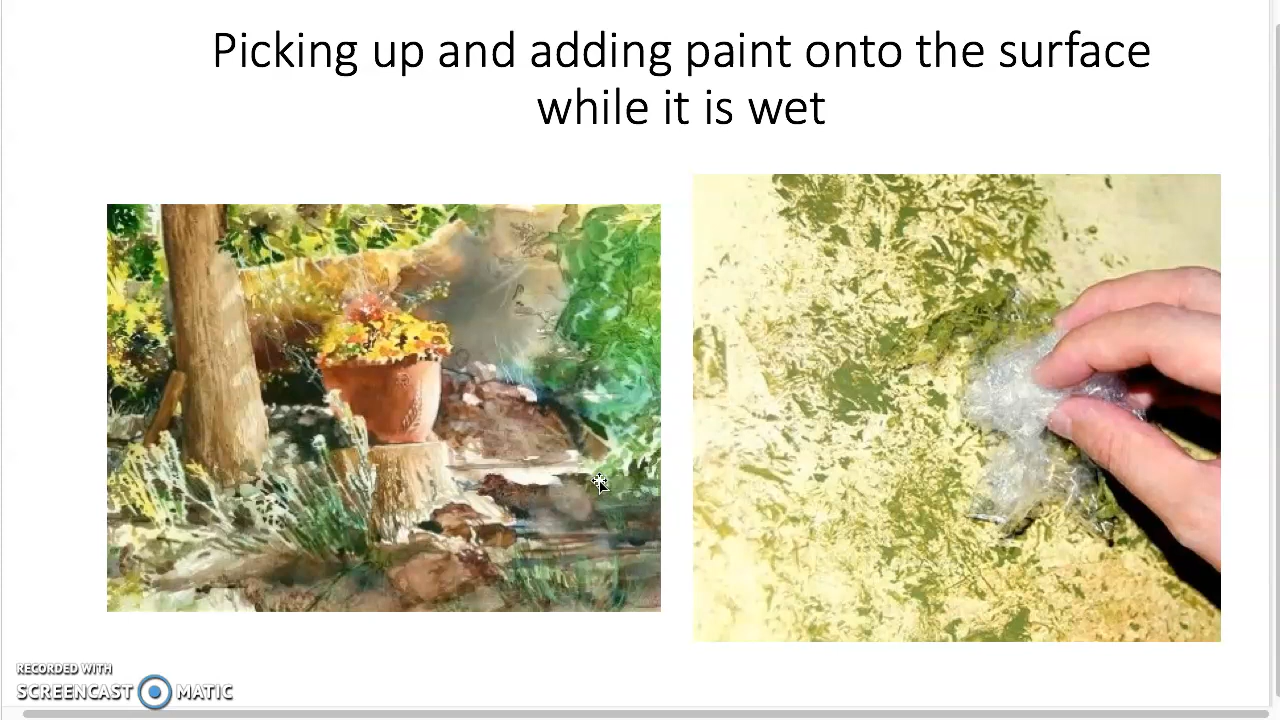 Picking up and adding paint onto the surface
while it is wet
RECORDED WITH
SCREENCAST MATIC